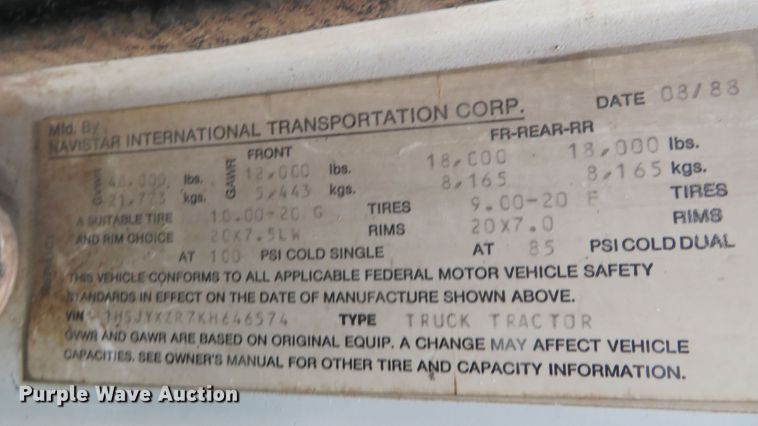 Mfd. By
NAVISTAR INTERNATIONAL TRANSPORTATION CORP. DATE 08/88
FRONT FR-REAR-RR
GVWR 48,000 lbs. GAWR 12,000 lbs. 18,000 18,000 lbs.
21,773 kgs. 5,443 kgs. 8,165 8,165 kgs.
A SUITABLE TIRE 10.00-20 G TIRES 9.00-20 F TIRES
AND RIM CHOICE 20X7.5LW RIMS 20X7.0 RIMS
AT 100 PSI COLD SINGLE AT 85 PSI COLD DUAL
THIS VEHICLE CONFORMS TO ALL APPLICABLE FEDERAL MOTOR VEHICLE SAFETY
STANDARDS IN EFFECT ON THE DATE OF MANUFACTURE SHOWN ABOVE.
VIN 1HSJYXZR7KH646574 TYPE TRUCK TRACTOR
GVWR AND GAWR ARE BASED ON ORIGINAL EQUIP. A CHANGE MAY AFFECT VEHICLE
CAPACITIES. SEE OWNER'S MANUAL FOR OTHER TIRE AND CAPACITY INFORMATION.
Purple Wave Auction